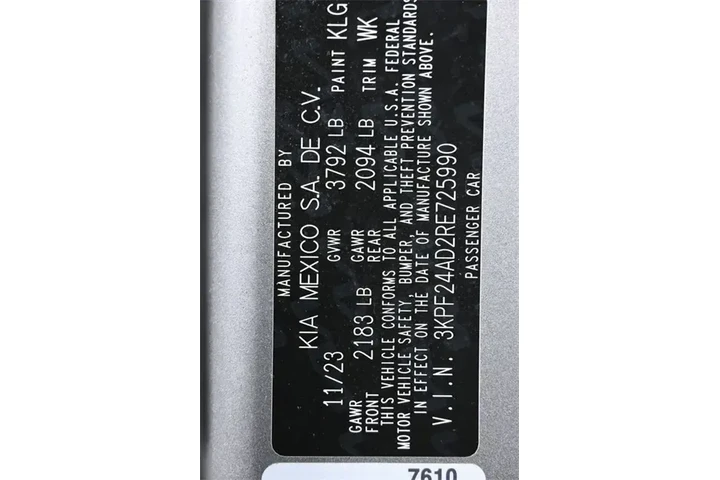 MANUFACTURED BY
KIA MEXICO S.A. DE C.V.
11/23 GVWR 3792 LB PAINT KLG
GAWR FRONT 2183 LB GAWR REAR 2094 LB TRIM WK
THIS VEHICLE CONFORMS TO ALL APPLICABLE U.S.A. FEDERAL
MOTOR VEHICLE SAFETY, BUMPER, AND THEFT PREVENTION STANDARDS
IN EFFECT ON THE DATE OF MANUFACTURE SHOWN ABOVE.
V.I.N. 3KPF24AD2RE725990
PASSENGER CAR
7610